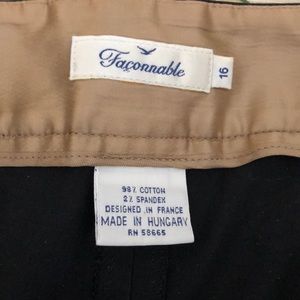 Façonnable
16
98% COTTON
2% SPANDEX
DESIGNED IN FRANCE
MADE IN HUNGARY
RN 58665